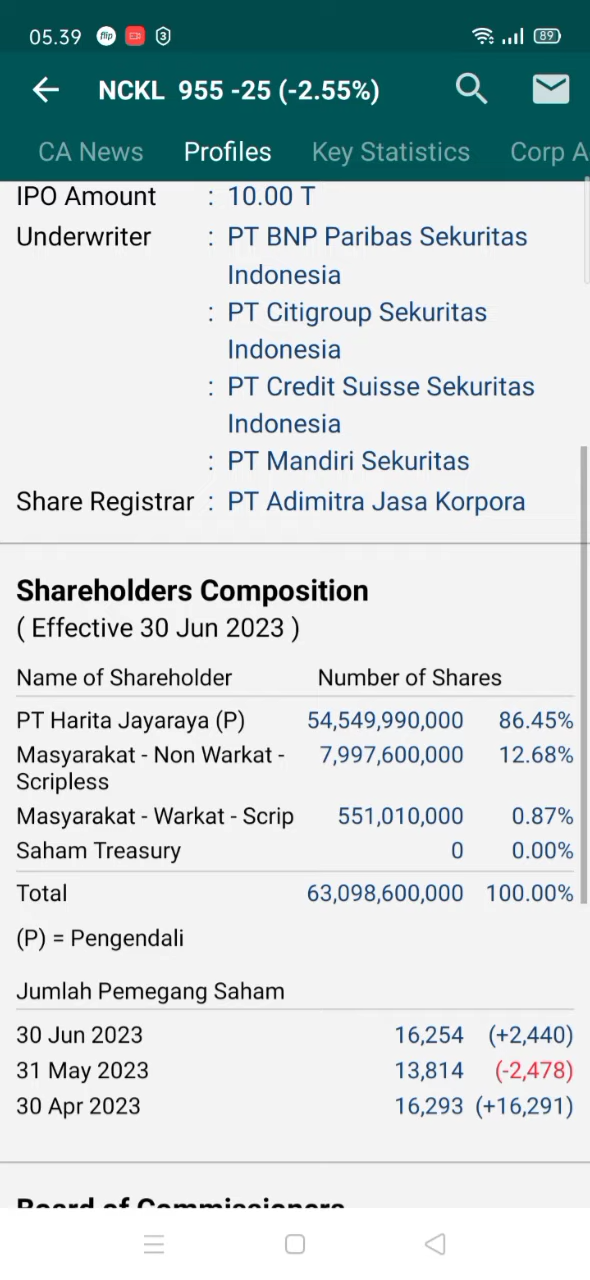 05.39 flip 3 89
NCKL 955 -25 (-2.55%)
CA News Profiles Key Statistics Corp A
IPO Amount : 10.00 T
Underwriter : PT BNP Paribas Sekuritas
Indonesia
: PT Citigroup Sekuritas
Indonesia
: PT Credit Suisse Sekuritas
Indonesia
: PT Mandiri Sekuritas
Share Registrar : PT Adimitra Jasa Korpora
Shareholders Composition
( Effective 30 Jun 2023 )
Name of Shareholder Number of Shares
PT Harita Jayaraya (P) 54,549,990,000 86.45%
Masyarakat - Non Warkat - 7,997,600,000 12.68%
Scripless
Masyarakat - Warkat - Scrip 551,010,000 0.87%
Saham Treasury 0 0.00%
Total 63,098,600,000 100.00%
(P) = Pengendali
Jumlah Pemegang Saham
30 Jun 2023 16,254 (+2,440)
31 May 2023 13,814 (-2,478)
30 Apr 2023 16,293 (+16,291)
Board of Commissioners